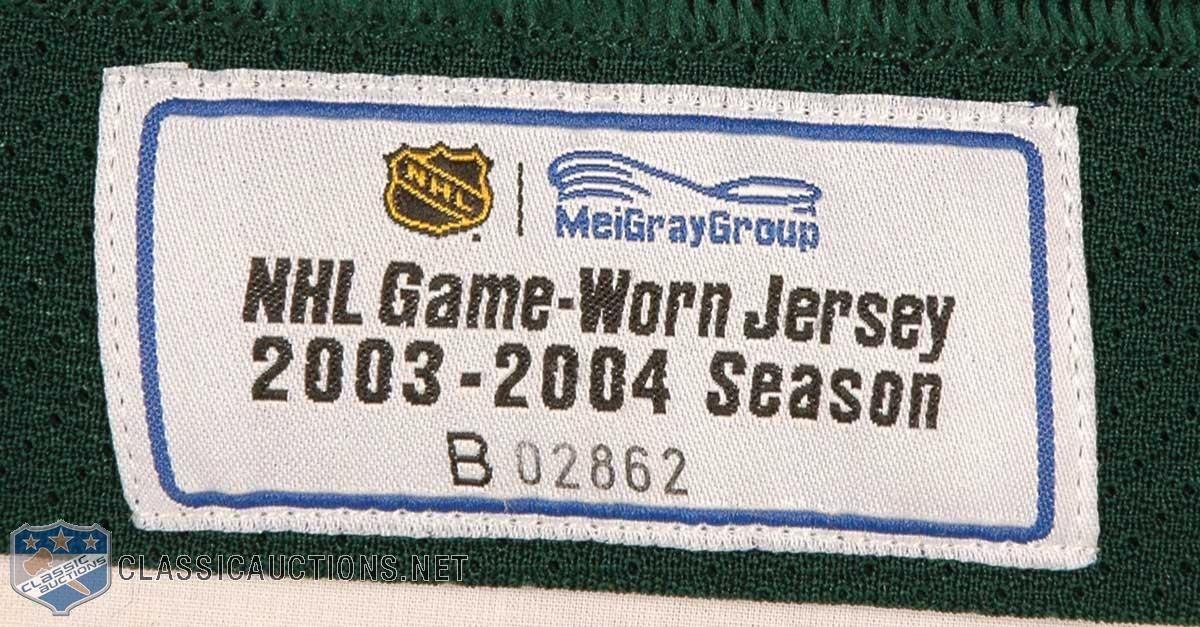 NHL
MeiGrayGroup
NHL Game-Worn Jersey
2003-2004 Season
B 02862
CLASSIC
AUCTIONS
CLASSICAUCTIONS.NET